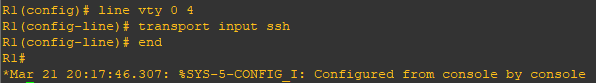 R1(config)# line vty 0 4
R1(config-line)# transport input ssh
R1(config-line)# end
R1#
*Mar 21 20:17:46.307: %SYS-5-CONFIG_I: Configured from console by console